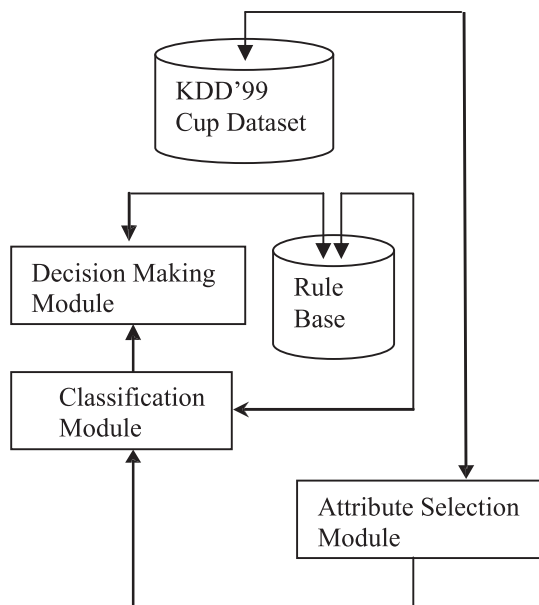 KDD’99
Cup Dataset
Decision Making
Module
Rule
Base
Classification
Module
Attribute Selection
Module